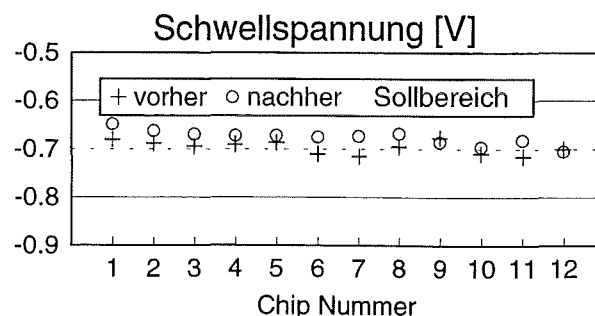 Schwellspannung [V]
-0.5
+ vorher o nachher Sollbereich
-0.6
-0.7
-0.8
-0.9
1 2 3 4 5 6 7 8 9 10 11 12
Chip Nummer